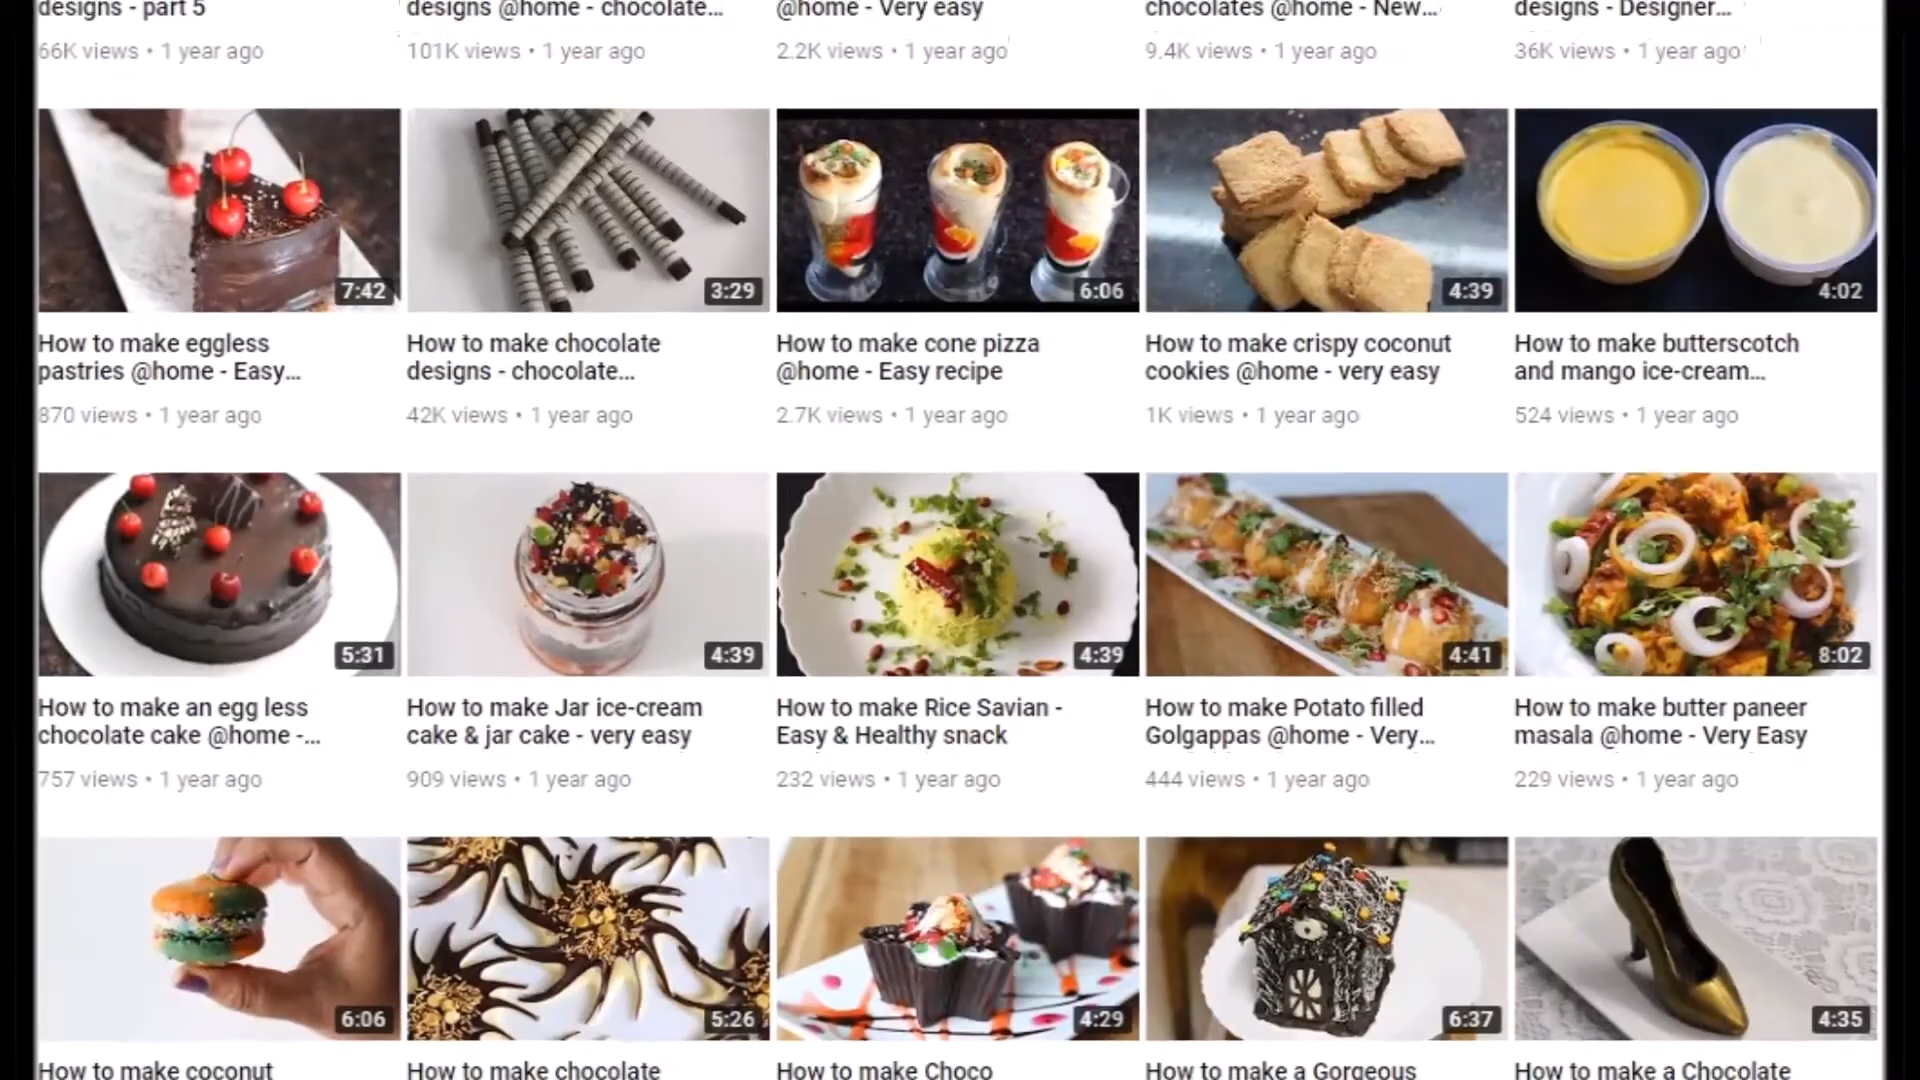 designs - part 5
66K views • 1 year ago
designs @home - chocolate...
101K views • 1 year ago
@home - Very easy
2.2K views • 1 year ago
chocolates @home - New...
9.4K views • 1 year ago
designs - Designer...
36K views • 1 year ago
7:42
How to make eggless
pastries @home - Easy...
870 views • 1 year ago
3:29
How to make chocolate
designs - chocolate...
42K views • 1 year ago
6:06
How to make cone pizza
@home - Easy recipe
2.7K views • 1 year ago
4:39
How to make crispy coconut
cookies @home - very easy
1K views • 1 year ago
4:02
How to make butterscotch
and mango ice-cream...
524 views • 1 year ago
5:31
How to make an egg less
chocolate cake @home -...
757 views • 1 year ago
4:39
How to make Jar ice-cream
cake & jar cake - very easy
909 views • 1 year ago
4:39
How to make Rice Savian -
Easy & Healthy snack
232 views • 1 year ago
4:41
How to make Potato filled
Golgappas @home - Very...
444 views • 1 year ago
8:02
How to make butter paneer
masala @home - Very Easy
229 views • 1 year ago
6:06
How to make coconut
5:26
How to make chocolate
4:29
How to make Choco
6:37
How to make a Gorgeous
4:35
How to make a Chocolate